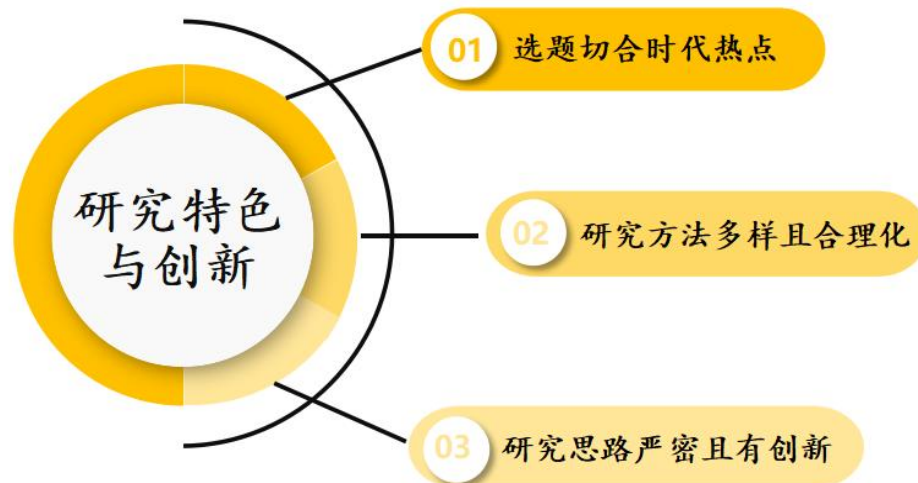 研究特色
与创新
01 选题切合时代热点
02 研究方法多样且合理化
03 研究思路严密且有创新